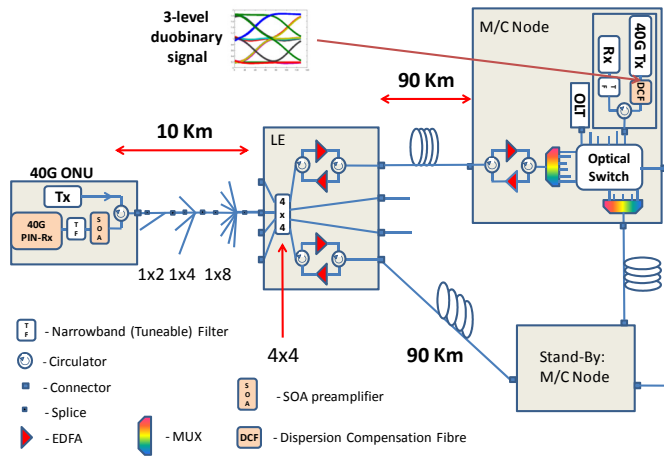 3-level
duobinary
signal
M/C Node
Rx
40G Tx
T F
DCF
OLT
Optical
Switch
90 Km
10 Km
LE
40G ONU
Tx
40G
PIN-Rx
T F
S O A
4 x 4
1x2 1x4 1x8
4x4
90 Km
Stand-By:
M/C Node
T F - Narrowband (Tuneable) Filter
- Circulator
- Connector
- Splice
- EDFA
- MUX
S O A - SOA preamplifier
DCF - Dispersion Compensation Fibre